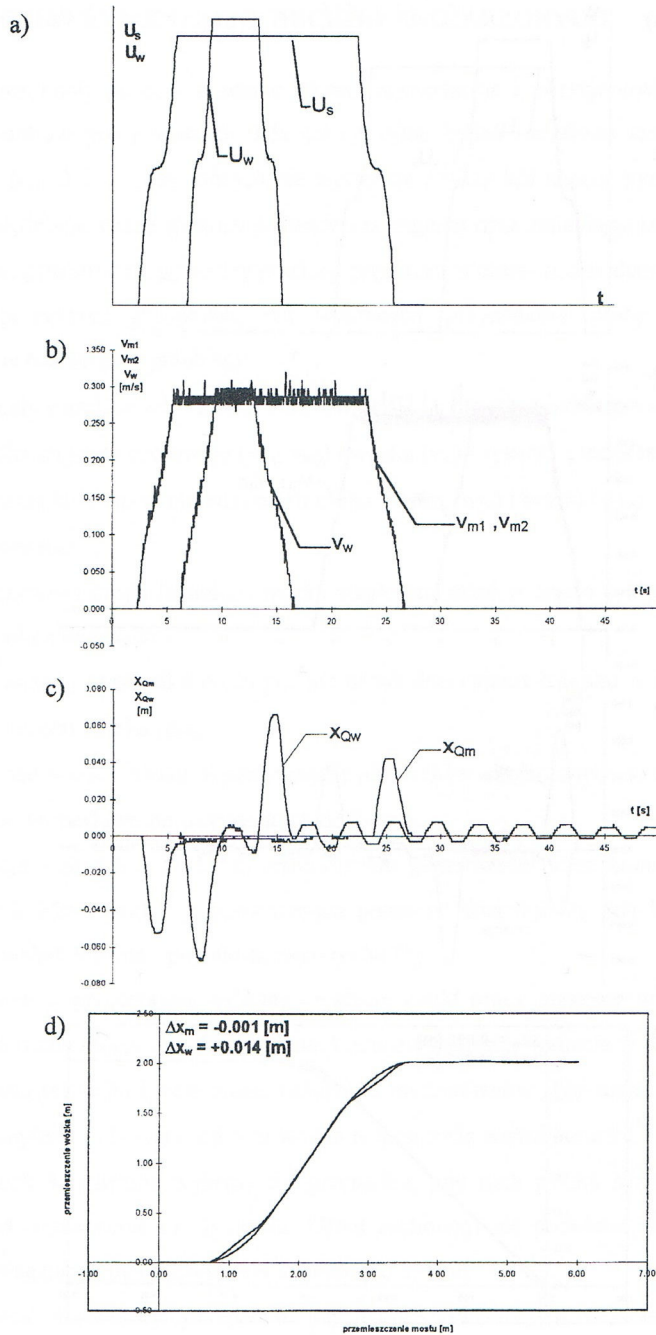 a)
U_s
U_w
U_s
U_w
t
b)
V_m1
V_m2
V_w
[m/s]
1.350
0.300
0.250
0.200
0.150
0.100
0.050
0.000
-0.050
0 5 10 15 20 25 30 35 40 45
t [s]
V_m1 , V_m2
V_w
c)
X_Qm
X_Qw
[m]
0.080
0.060
0.040
0.020
0.000
-0.020
-0.040
-0.060
-0.080
X_Qw
X_Qm
t [s]
5 10 15 20 25 30 35 40 45
d)
Δx_m = -0.001 [m]
Δx_w = +0.014 [m]
2.50
2.00
1.50
1.00
0.50
0.00
-0.50
-1.00 0.00 1.00 2.00 3.00 4.00 5.00 6.00 7.00
przemieszczenie wózka [m]
przemieszczenie mostu [m]